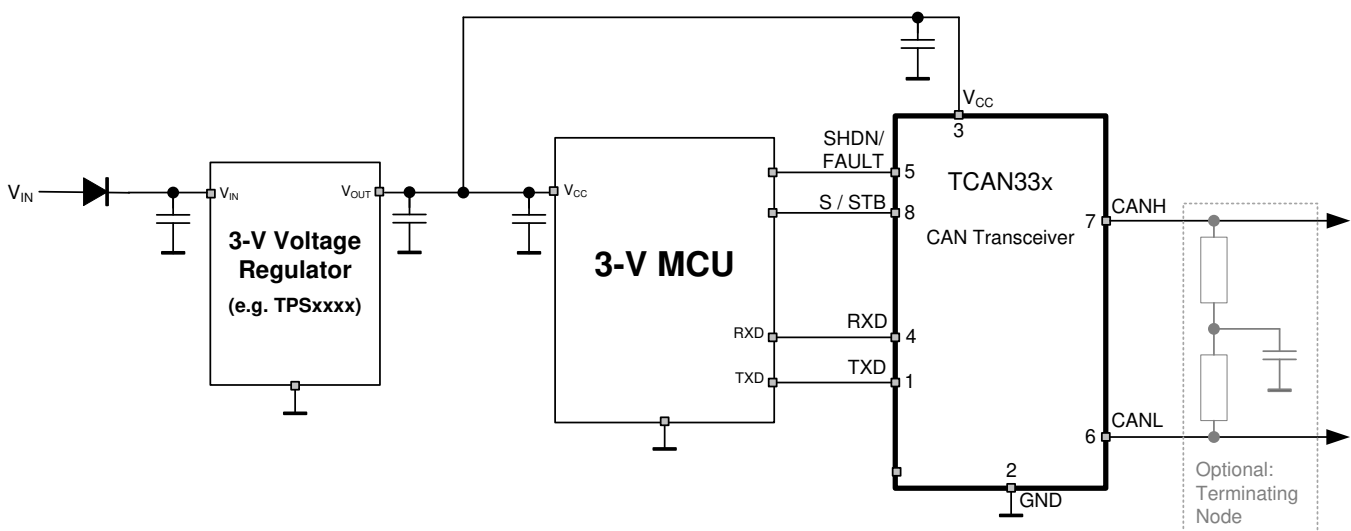 V_IN
V_IN
V_OUT
3-V Voltage
Regulator
(e.g. TPSxxxx)
V_CC
3-V MCU
RXD
TXD
SHDN/
FAULT
S / STB
RXD
TXD
V_CC
3
5
8
4
1
TCAN33x
CAN Transceiver
7
6
2
GND
CANH
CANL
Optional:
Terminating
Node